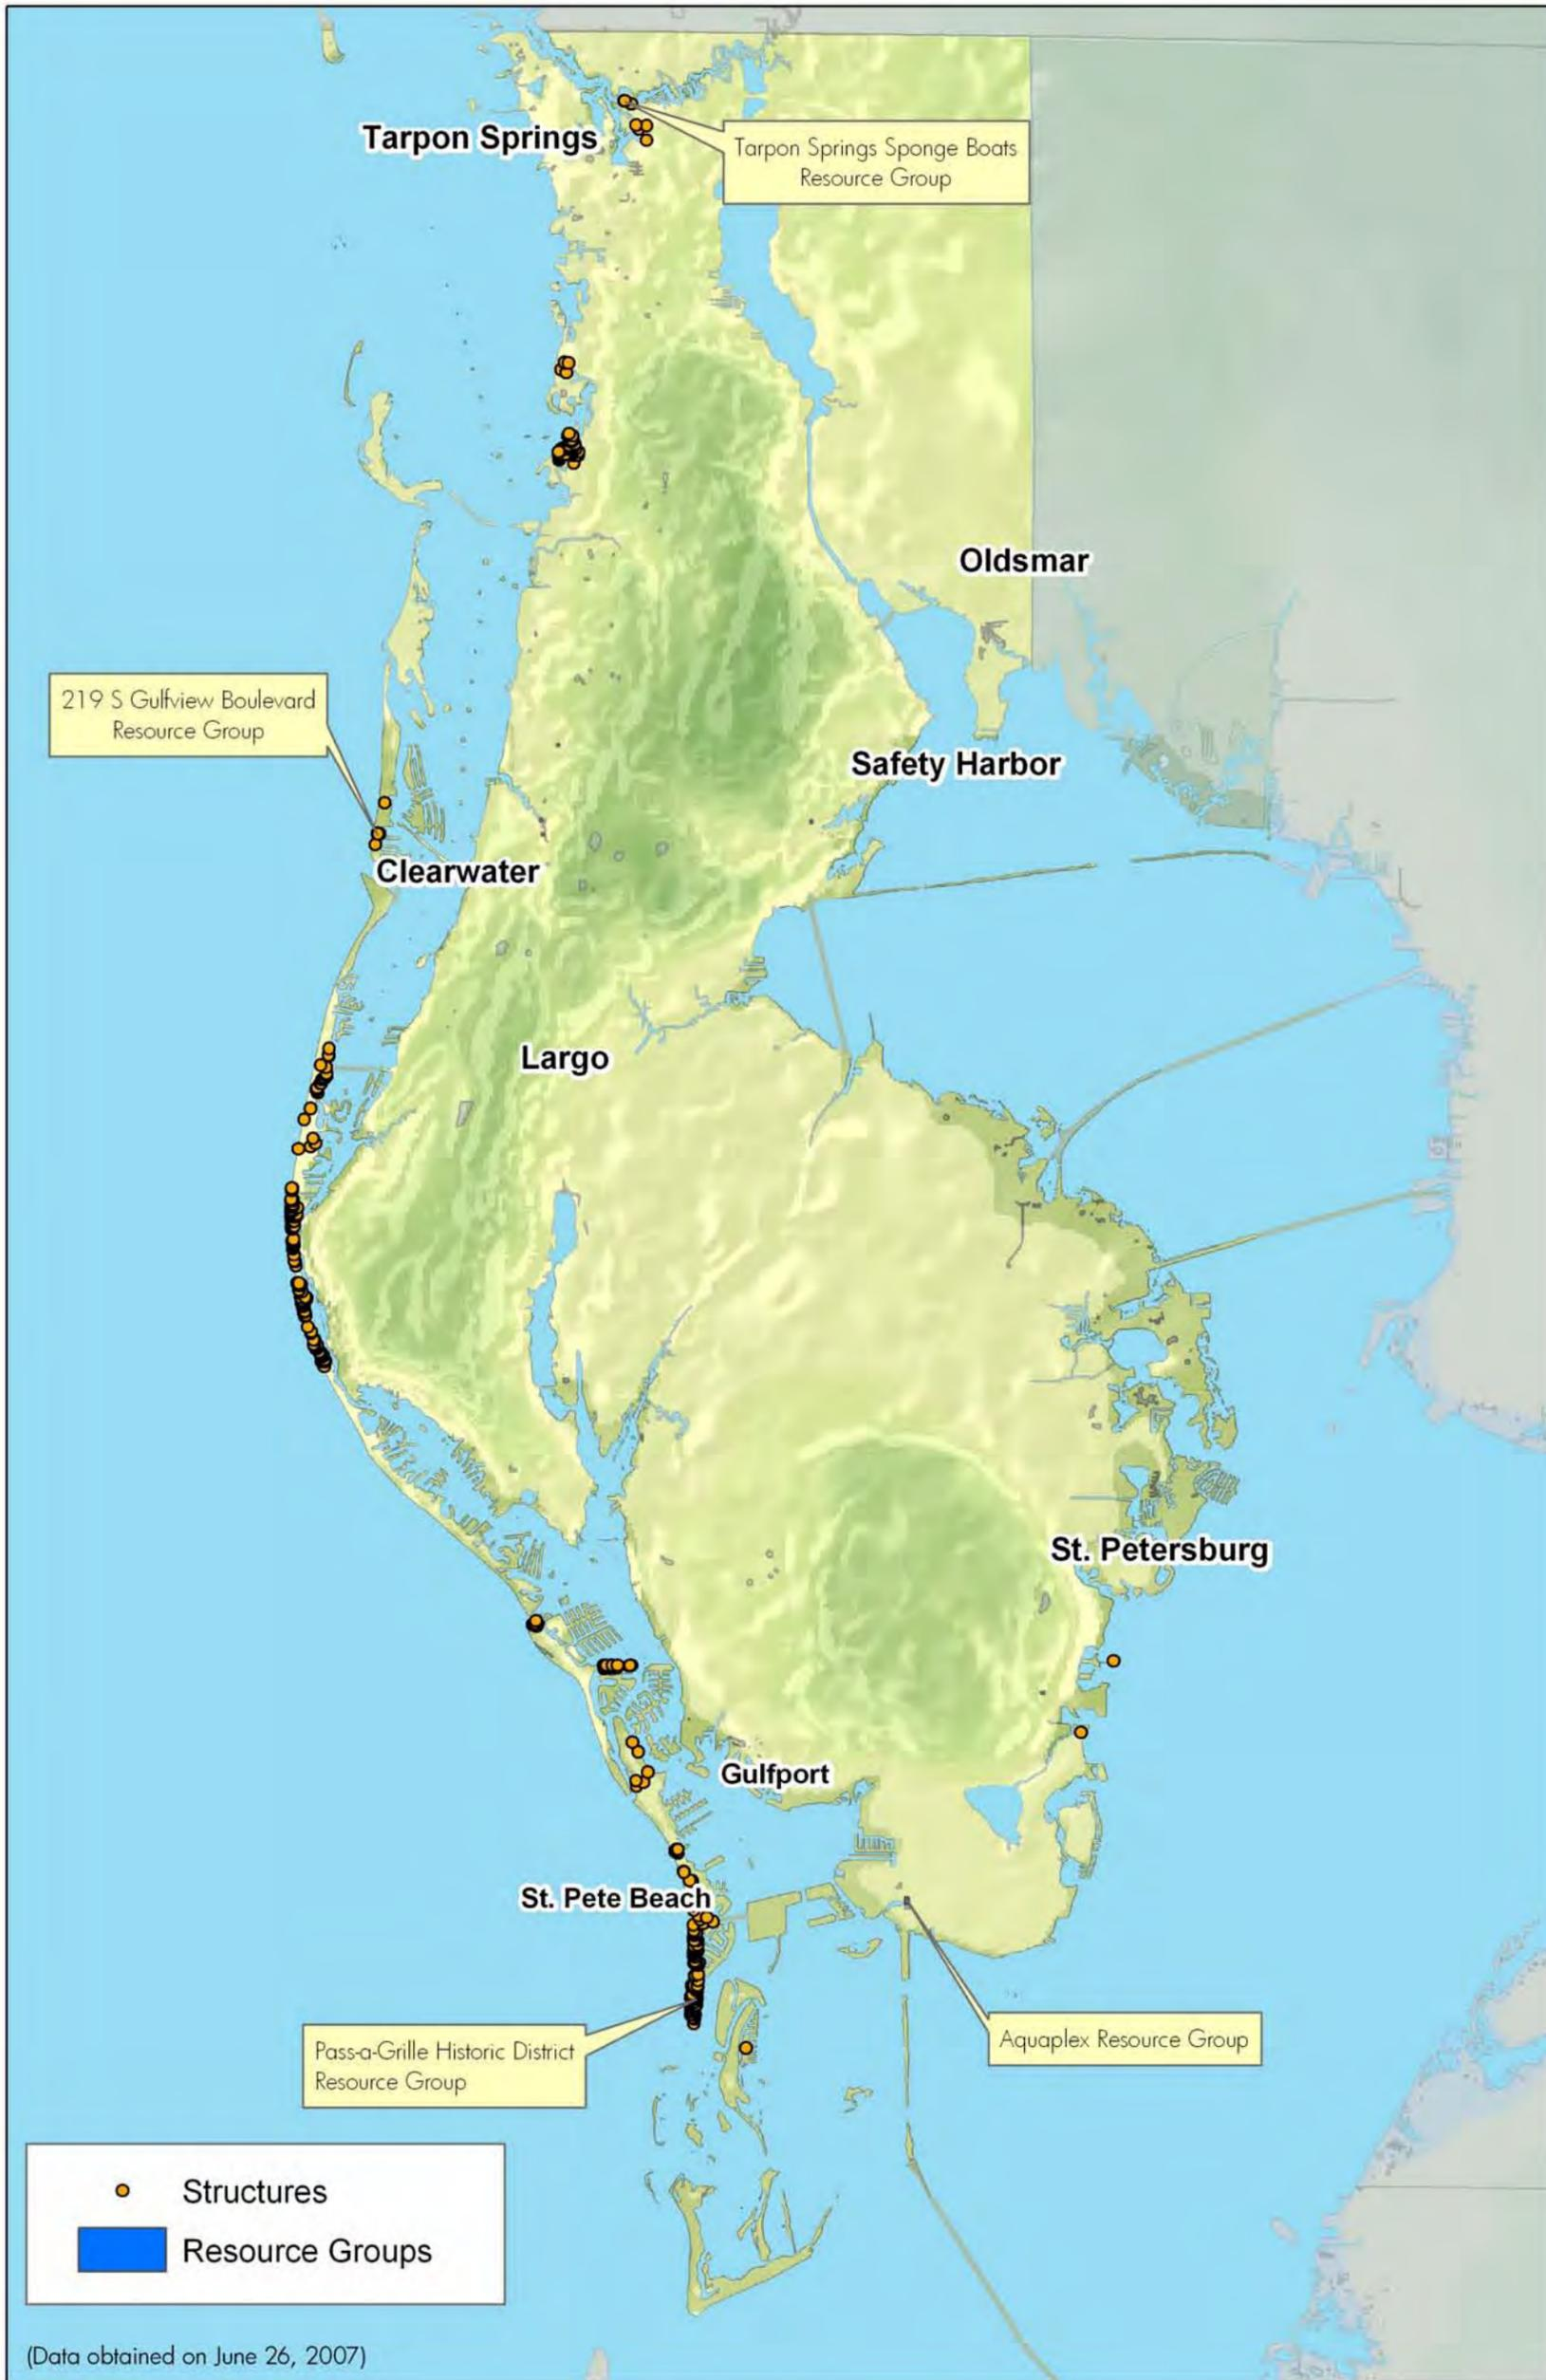 Tarpon Springs
Tarpon Springs Sponge Boats
Resource Group
Oldsmar
219 S Gulfview Boulevard
Resource Group
Safety Harbor
Clearwater
Largo
St. Petersburg
Gulfport
St. Pete Beach
Pass-a-Grille Historic District
Resource Group
Aquaplex Resource Group
Structures
Resource Groups
(Data obtained on June 26, 2007)